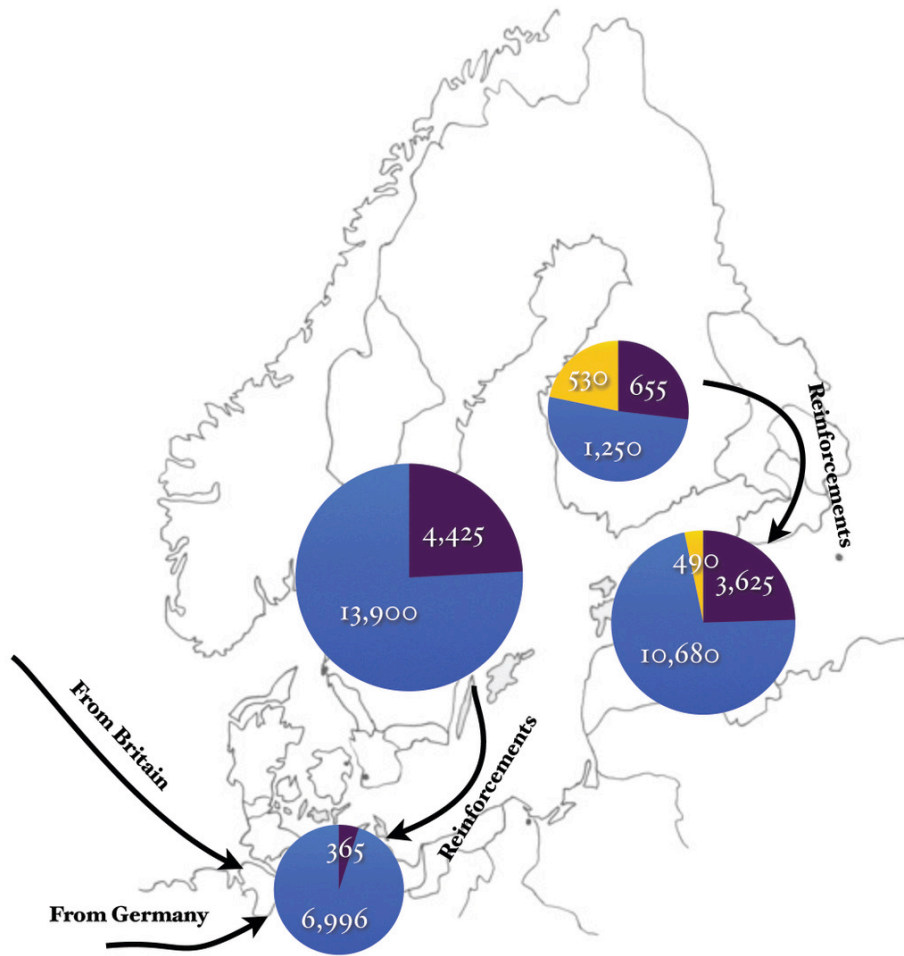 530
655
1,250
Reinforcements
4,425
13,900
490
3,625
10,680
From Britain
Reinforcements
365
6,996
From Germany